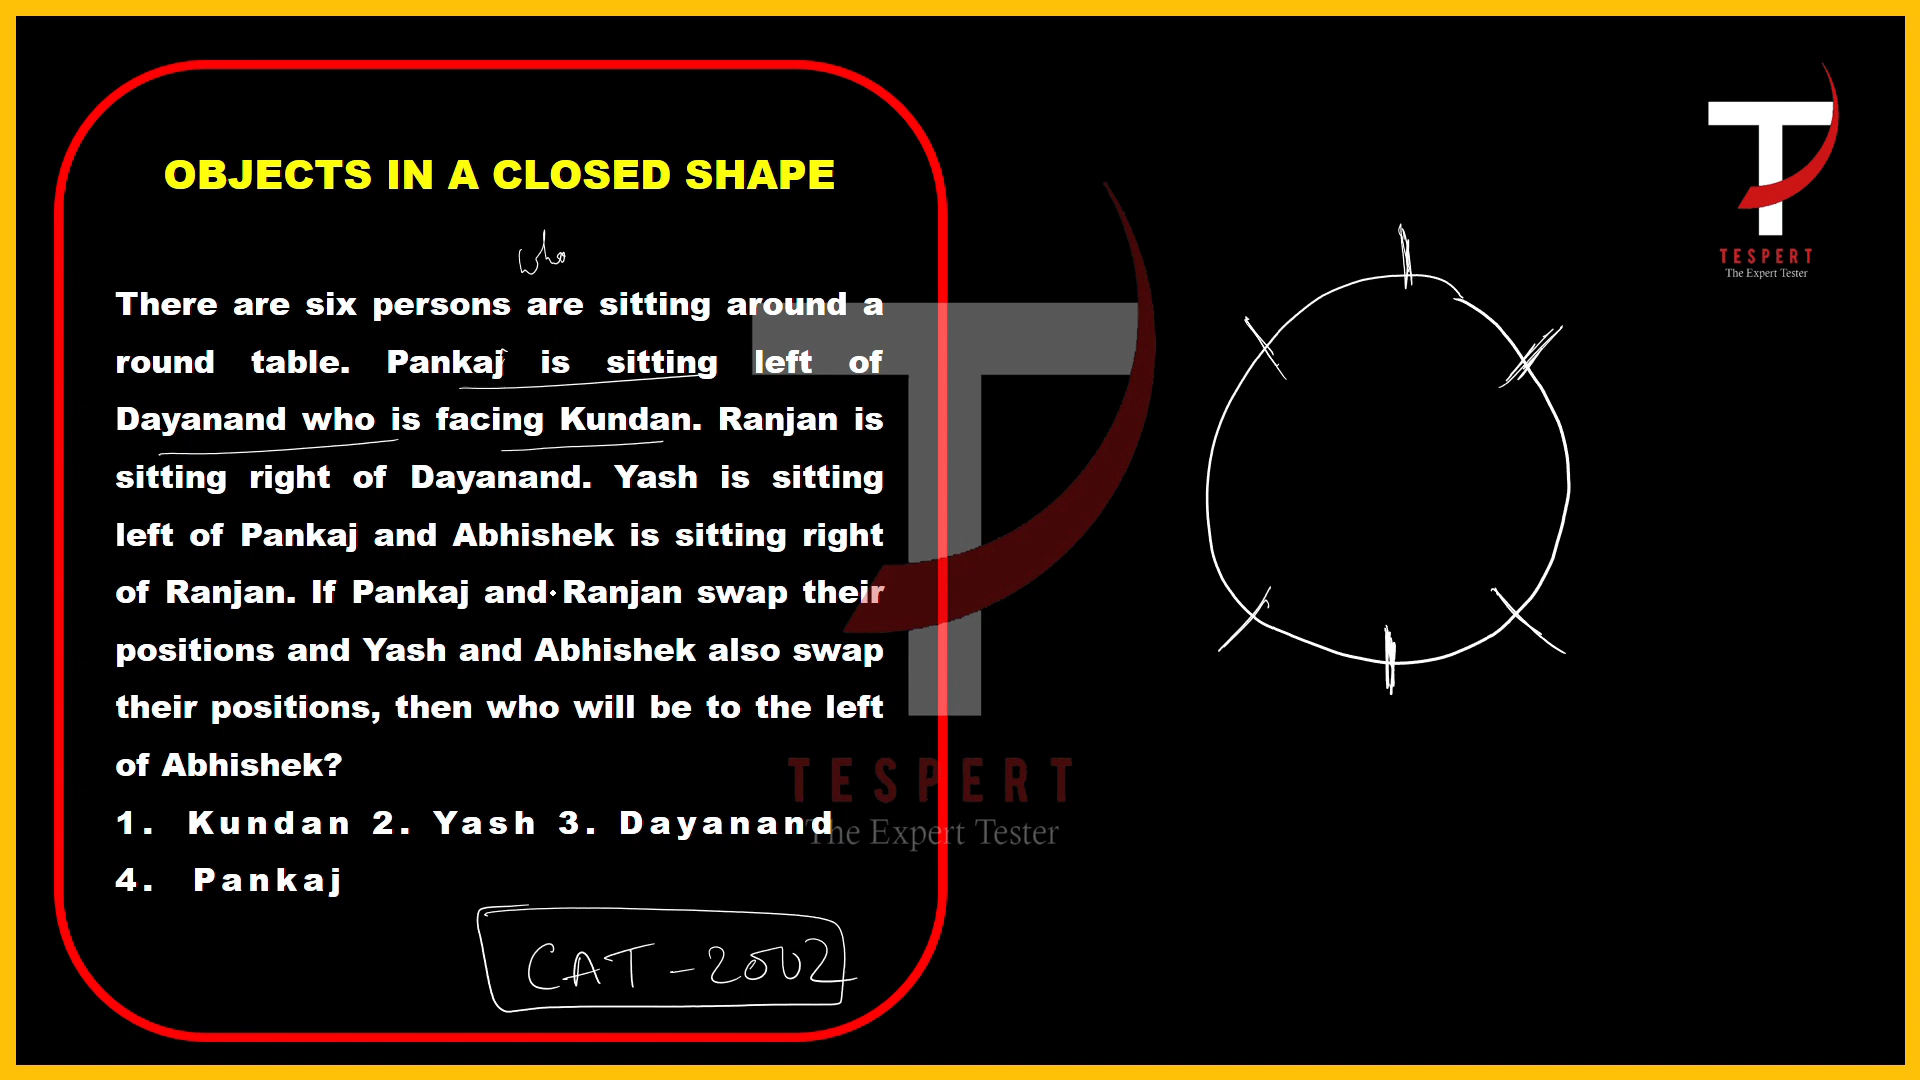 OBJECTS IN A CLOSED SHAPE
who
There are six persons are sitting around a
round table. Pankaj is sitting left of
Dayanand who is facing Kundan. Ranjan is
sitting right of Dayanand. Yash is sitting
left of Pankaj and Abhishek is sitting right
of Ranjan. If Pankaj and Ranjan swap their
positions and Yash and Abhishek also swap
their positions, then who will be to the left
of Abhishek?
1. Kundan 2. Yash 3. Dayanand
4. Pankaj
CAT - 2002
TESPERT
The Expert Tester
TESPERT
The Expert Tester